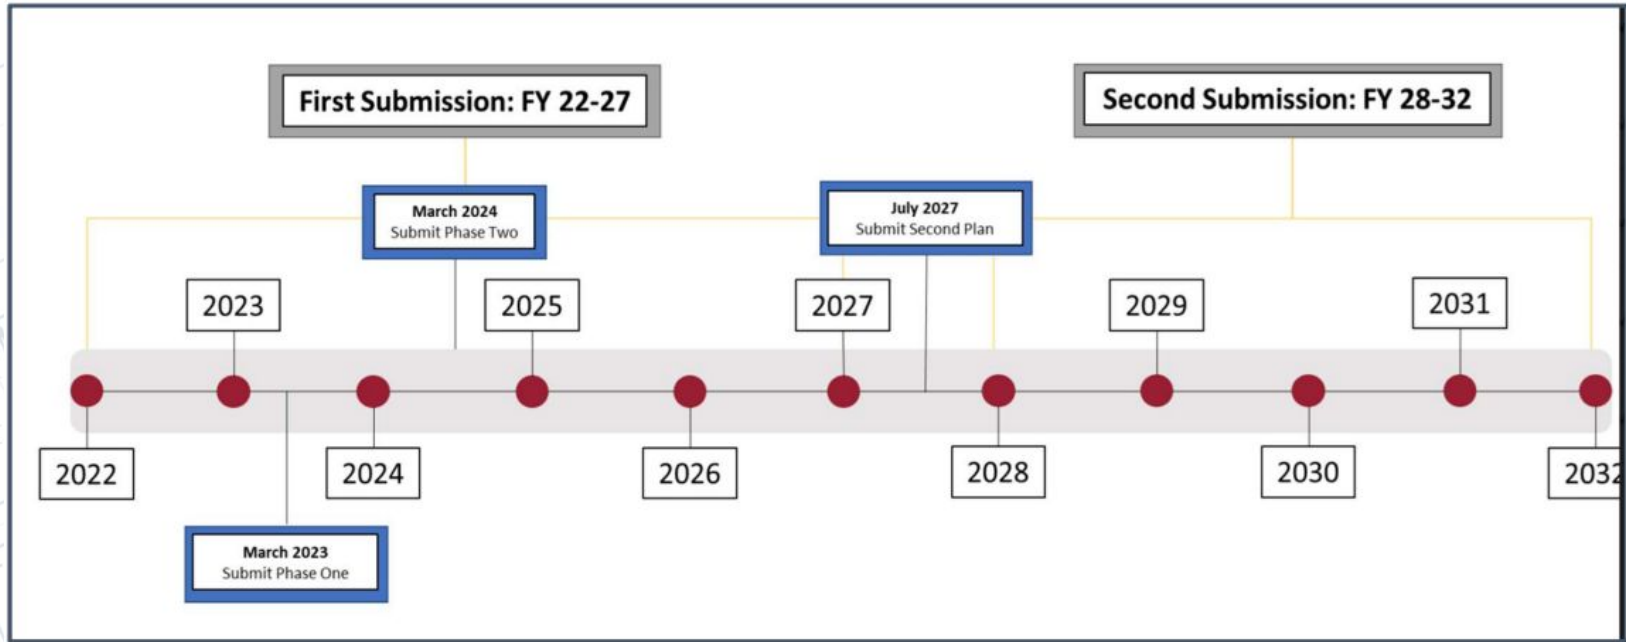 First Submission: FY 22-27
Second Submission: FY 28-32
March 2024
Submit Phase Two
July 2027
Submit Second Plan
2023
2025
2027
2029
2031
2022
2024
2026
2028
2030
2032
March 2023
Submit Phase One